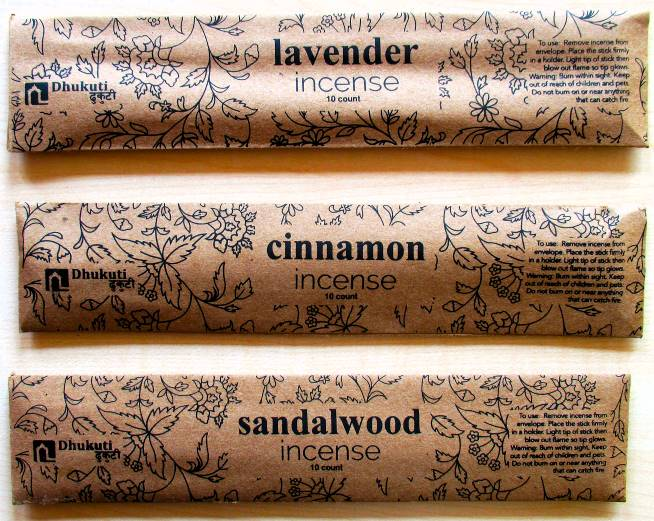 lavender
incense
10 count
Dhukuti
ढुकुटी
To use: Remove incense from
envelope. Place the stick firmly
in a holder. Light tip of stick then
blow out flame so tip glows.
Warning: Burn within sight. Keep
out of reach of children and pets.
Do not burn on or near anything
that can catch fire.
cinnamon
incense
10 count
Dhukuti
ढुकुटी
To use: Remove incense from
envelope. Place the stick firmly
in a holder. Light tip of stick then
blow out flame so tip glows.
Warning: Burn within sight. Keep
out of reach of children and pets.
Do not burn on or near anything
that can catch fire.
sandalwood
incense
10 count
Dhukuti
ढुकुटी
To use: Remove incense from
envelope. Place the stick firmly
in a holder. Light tip of stick then
blow out flame so tip glows.
Warning: Burn within sight. Keep
out of reach of children and pets.
Do not burn on or near anything
that can catch fire.